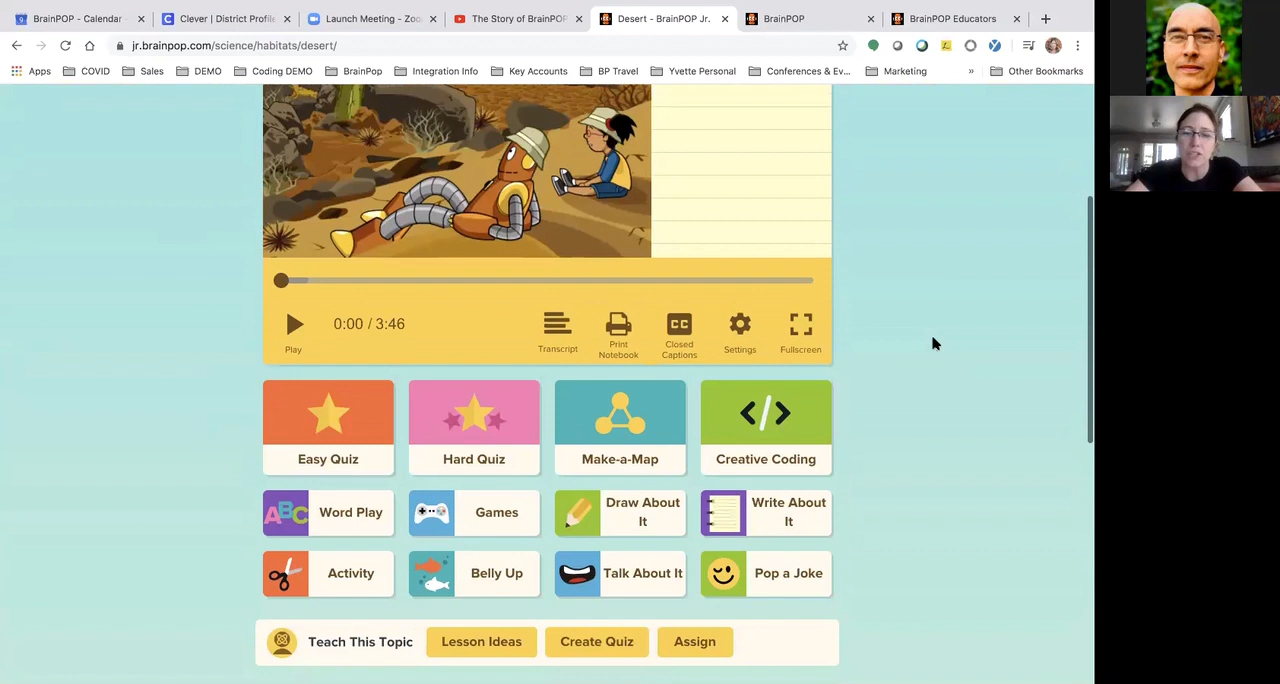 BrainPOP - Calendar
Clever | District Profile
Launch Meeting - Zoo
The Story of BrainPOP
Desert - BrainPOP Jr.
BrainPOP
BrainPOP Educators
jr.brainpop.com/science/habitats/desert/
Apps
COVID
Sales
DEMO
Coding DEMO
BrainPop
Integration Info
Key Accounts
BP Travel
Yvette Personal
Conferences & Ev...
Marketing
»
Other Bookmarks
0:00 / 3:46
Play
Transcript
Print
Notebook
CC
Closed
Captions
Settings
Fullscreen
</>
Easy Quiz
Hard Quiz
Make-a-Map
Creative Coding
ABC
Word Play
Games
Draw About
It
Write About
It
Activity
Belly Up
Talk About It
Pop a Joke
Teach This Topic
Lesson Ideas
Create Quiz
Assign